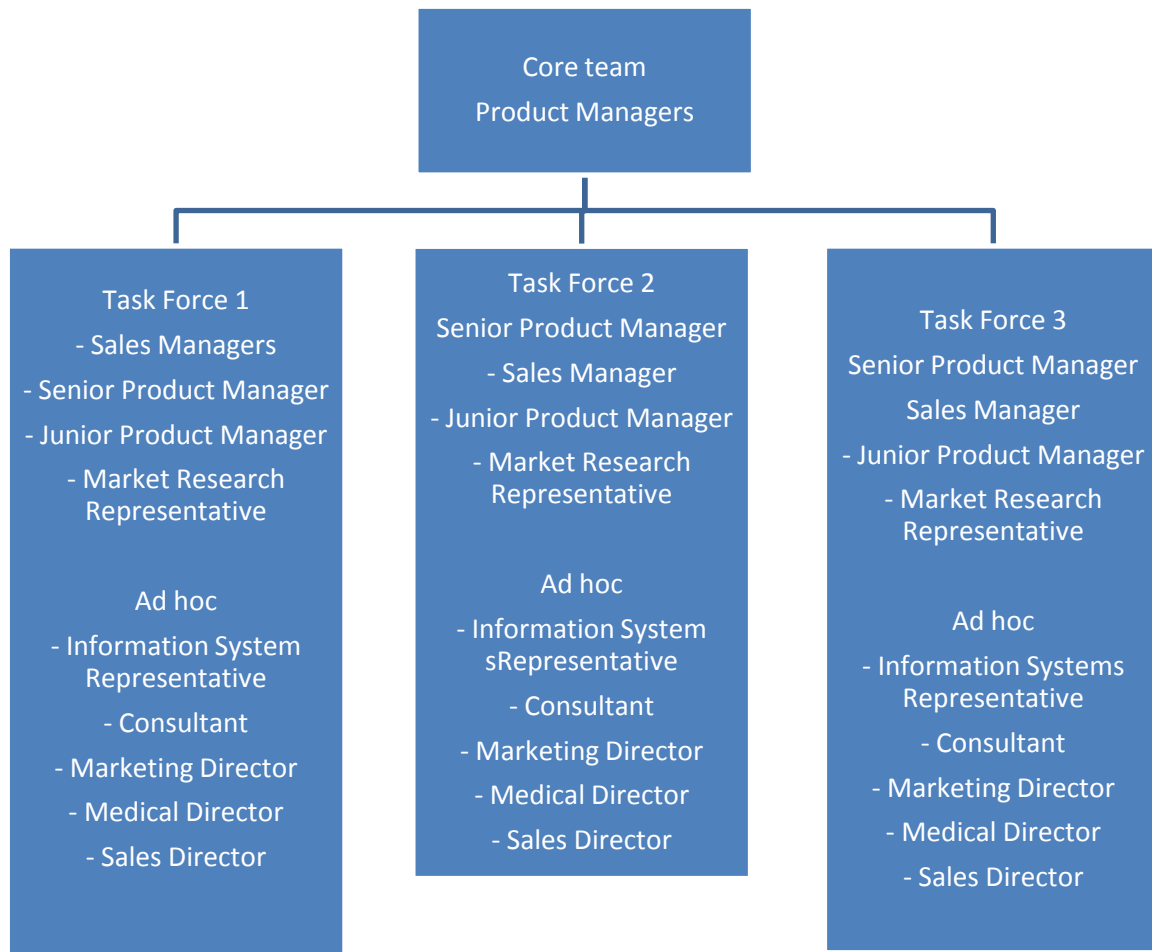 Core team
Product Managers
Task Force 1
- Sales Managers
- Senior Product Manager
- Junior Product Manager
- Market Research
Representative
Ad hoc
- Information System
Representative
- Consultant
- Marketing Director
- Medical Director
- Sales Director
Task Force 2
Senior Product Manager
- Sales Manager
- Junior Product Manager
- Market Research
Representative
Ad hoc
- Information System
sRepresentative
- Consultant
- Marketing Director
- Medical Director
- Sales Director
Task Force 3
Senior Product Manager
Sales Manager
- Junior Product Manager
- Market Research
Representative
Ad hoc
- Information Systems
Representative
- Consultant
- Marketing Director
- Medical Director
- Sales Director